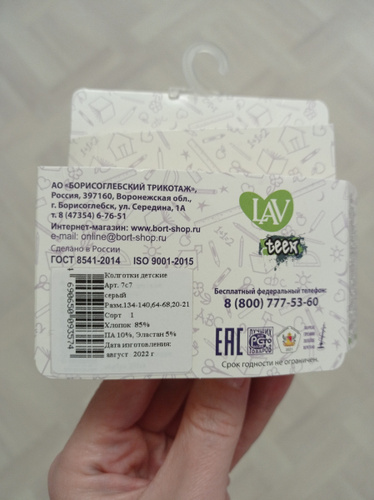 АО «БОРИСОГЛЕБСКИЙ ТРИКОТАЖ»,
Россия, 397160, Воронежская обл.,
г. Борисоглебск, ул. Середина, 1А
т. 8 (47354) 6-76-51
Интернет-магазин: www.bort-shop.ru
e-mail: online@bort-shop.ru
Сделано в России
ГОСТ 8541-2014 ISO 9001-2015
Колготки детские
Арт. 7с7
серый
Разм.134-140,64-68,20-21
Сорт 1
Хлопок 85%
ПА 10%, Эластан 5%
Дата изготовления:
август 2022 г
LAV
teen
Бесплатный федеральный телефон:
8 (800) 777-53-60
EAC
Срок годности не ограничен.